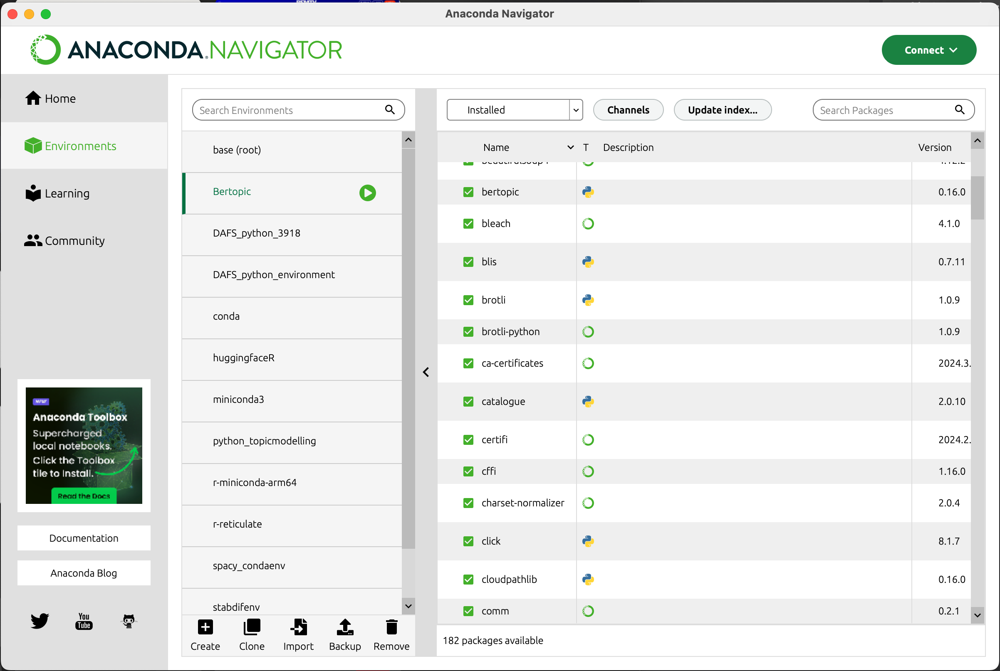 Anaconda Navigator
ANACONDA.NAVIGATOR
Connect
Home
Environments
Learning
Community
NEW
Anaconda Toolbox
Supercharged
local notebooks.
Click the Toolbox
tile to Install.
Read the Docs
Documentation
Anaconda Blog
You
Tube
Search Environments
base (root)
Bertopic
DAFS_python_3918
DAFS_python_environment
conda
huggingfaceR
miniconda3
python_topicmodelling
r-miniconda-arm64
r-reticulate
spacy_condaenv
stabdifenv
Create Clone Import Backup Remove
Installed Channels Update index... Search Packages
Name T Description Version
bertopic 0.16.0
bleach 4.1.0
blis 0.7.11
brotli 1.0.9
brotli-python 1.0.9
ca-certificates 2024.3.
catalogue 2.0.10
certifi 2024.2.
cffi 1.16.0
charset-normalizer 2.0.4
click 8.1.7
cloudpathlib 0.16.0
comm 0.2.1
182 packages available